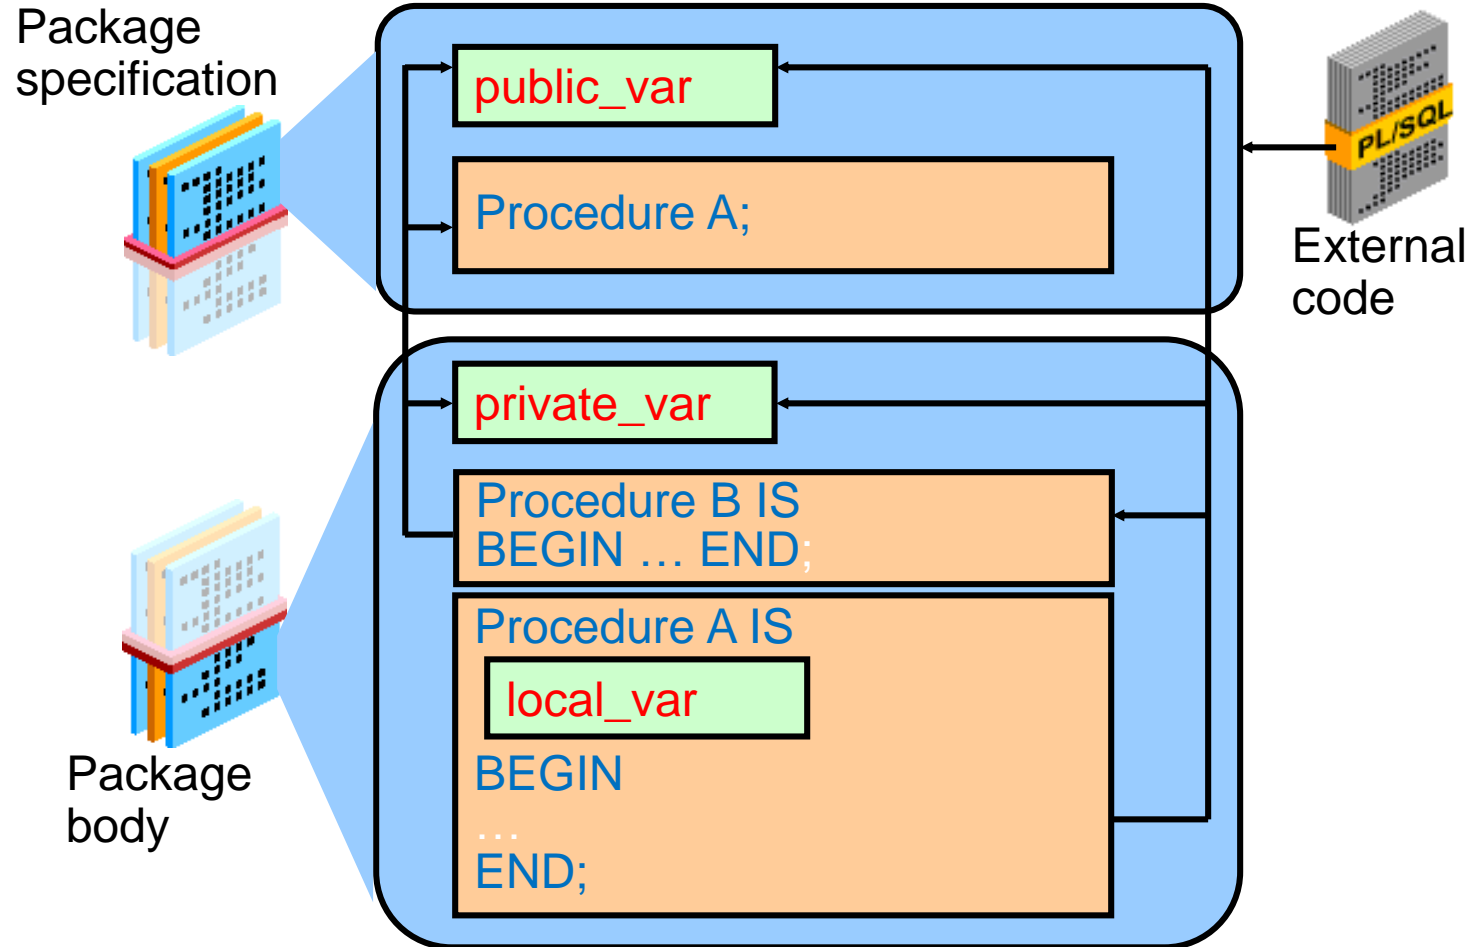 Package
specification
public_var
Procedure A;
PL/SQL
External
code
private_var
Procedure B IS
BEGIN … END;
Procedure A IS
local_var
BEGIN
…
END;
Package
body